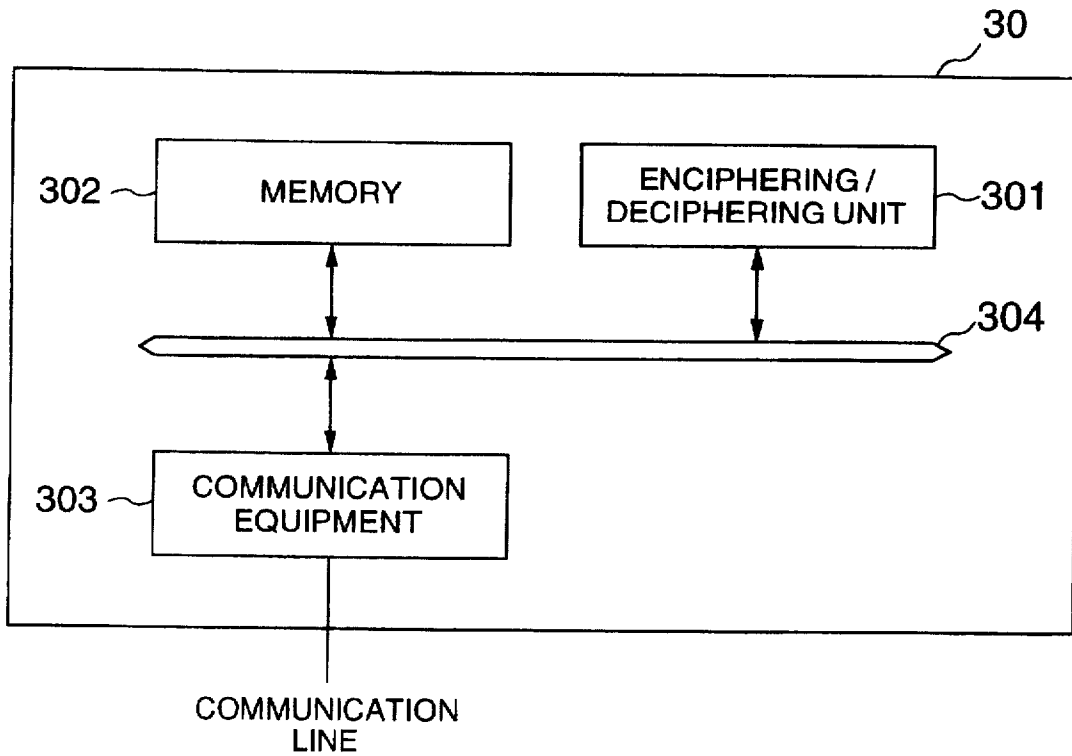 30
302
MEMORY
ENCIPHERING /
DECIPHERING UNIT
301
304
303
COMMUNICATION
EQUIPMENT
COMMUNICATION
LINE